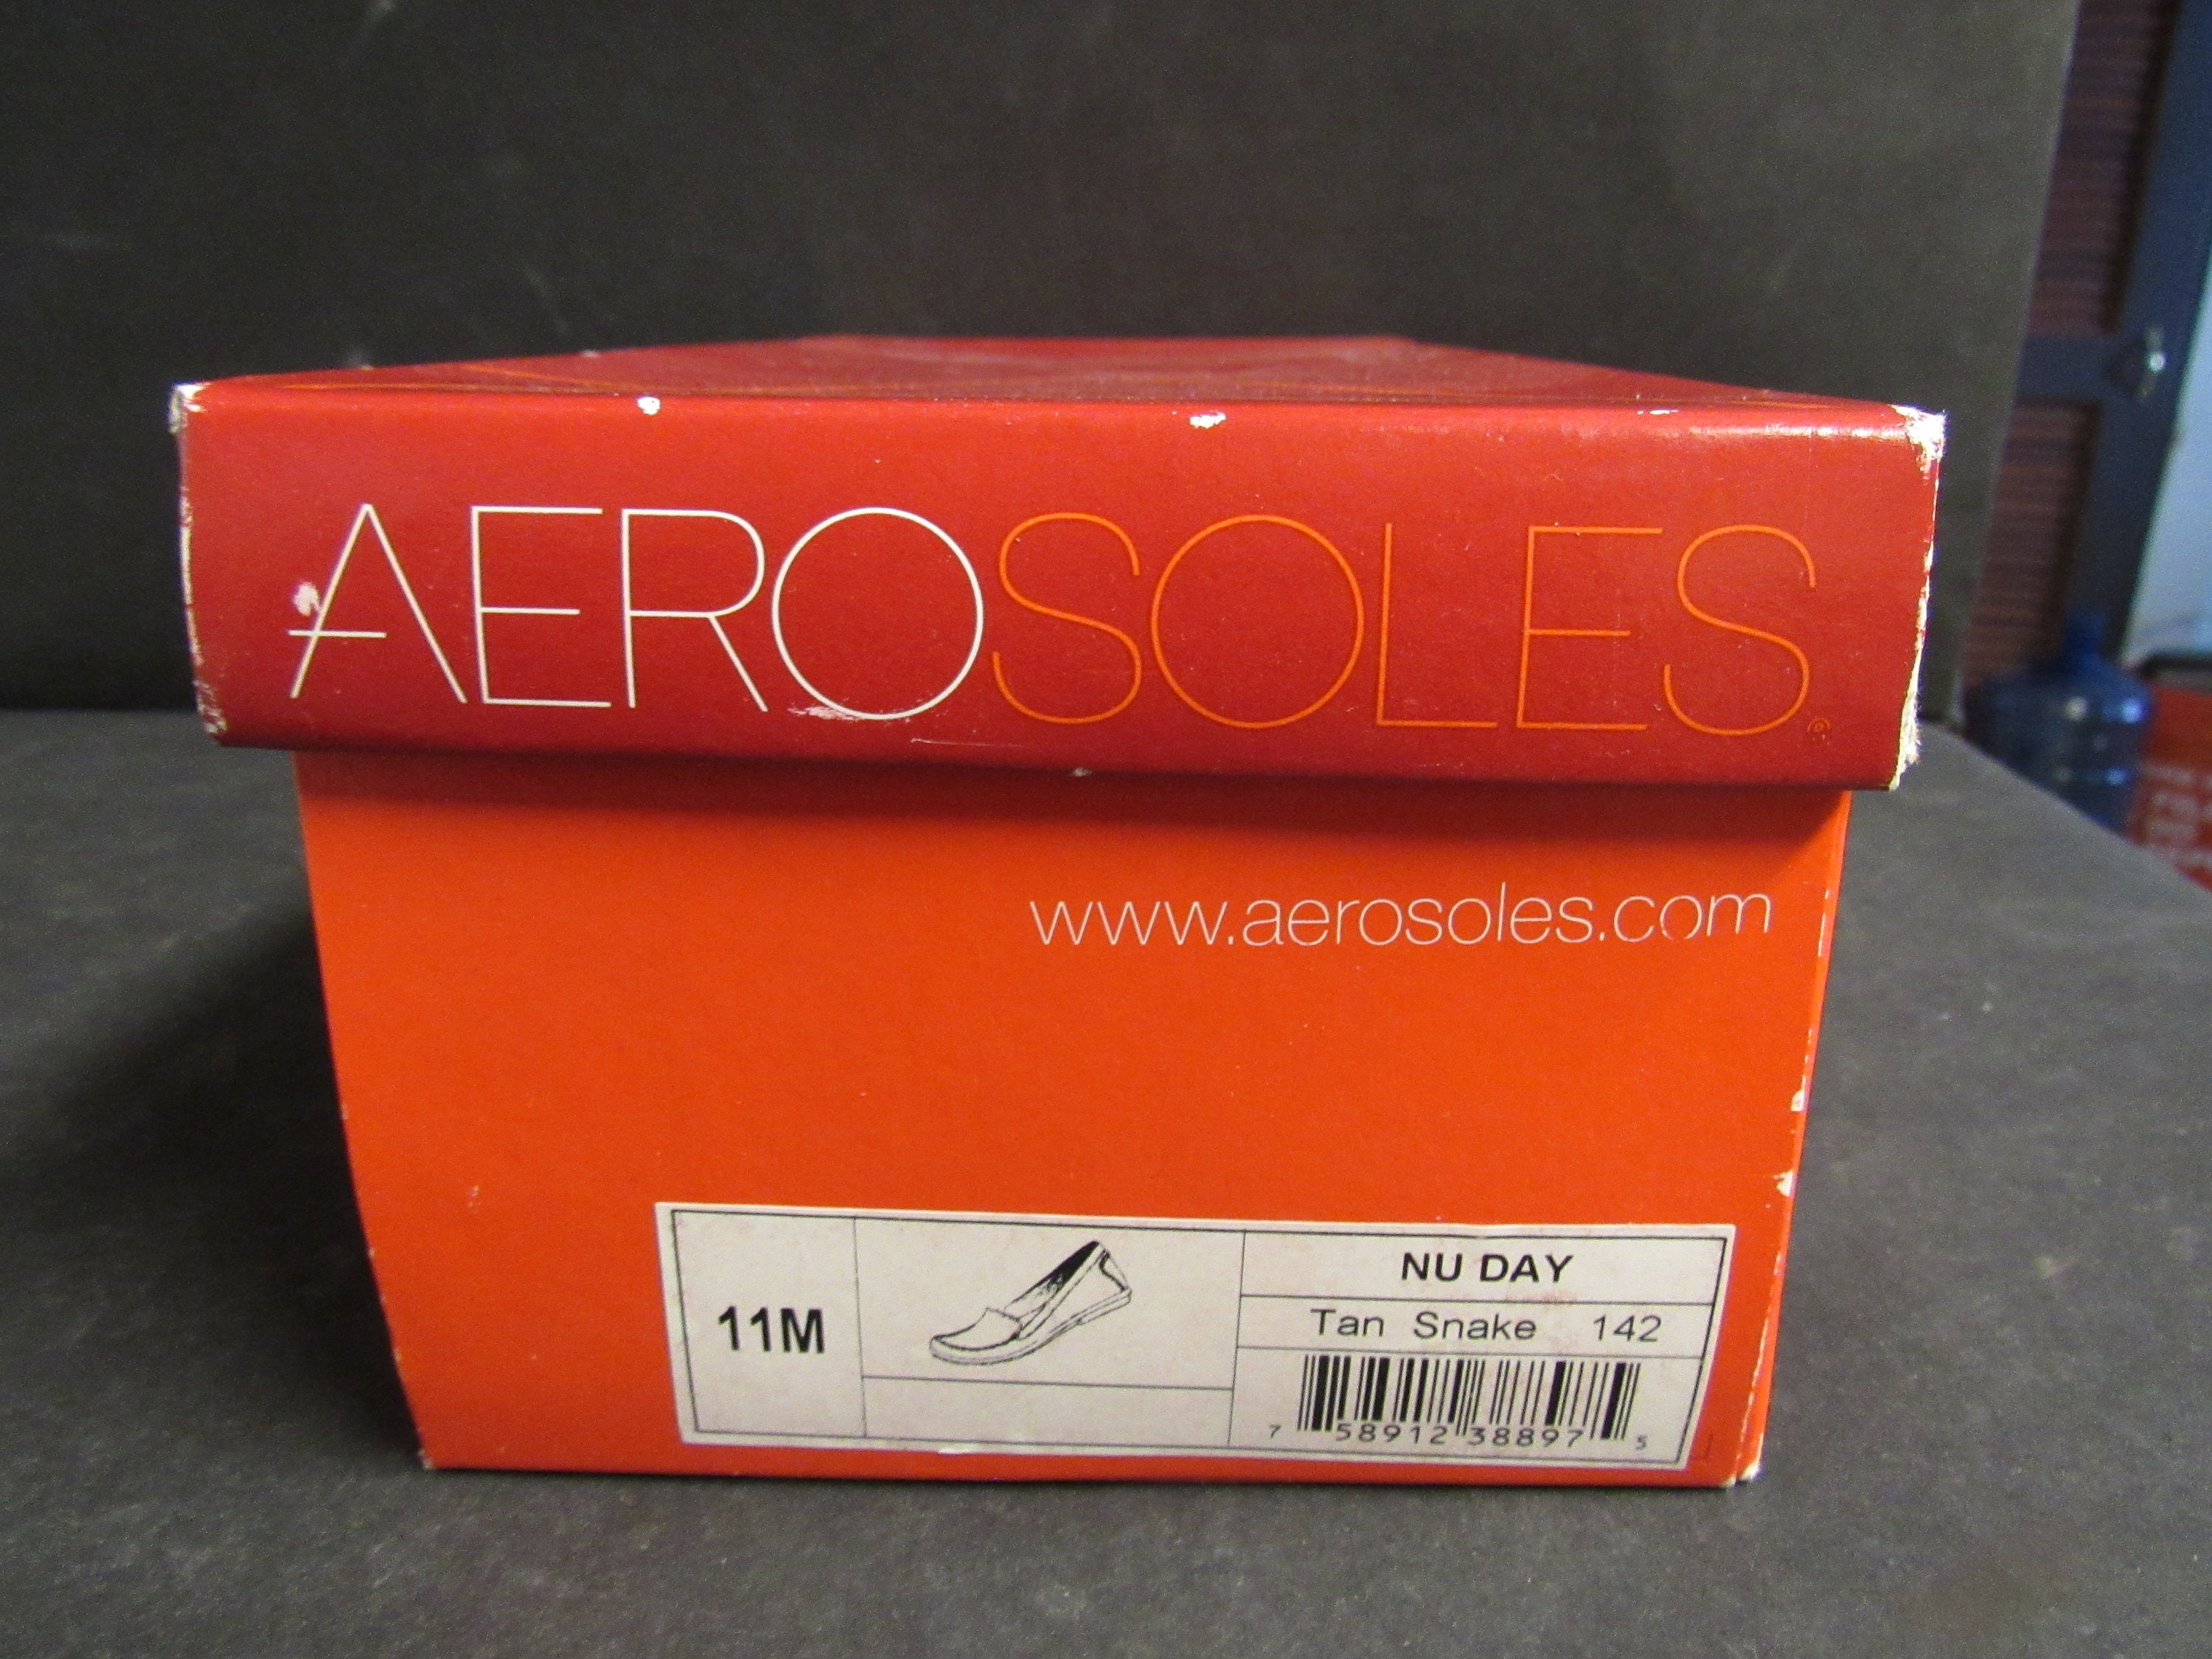 AEROSOLES®
www.aerosoles.com
11M
NU DAY
Tan Snake 142
7 58912 38897 5